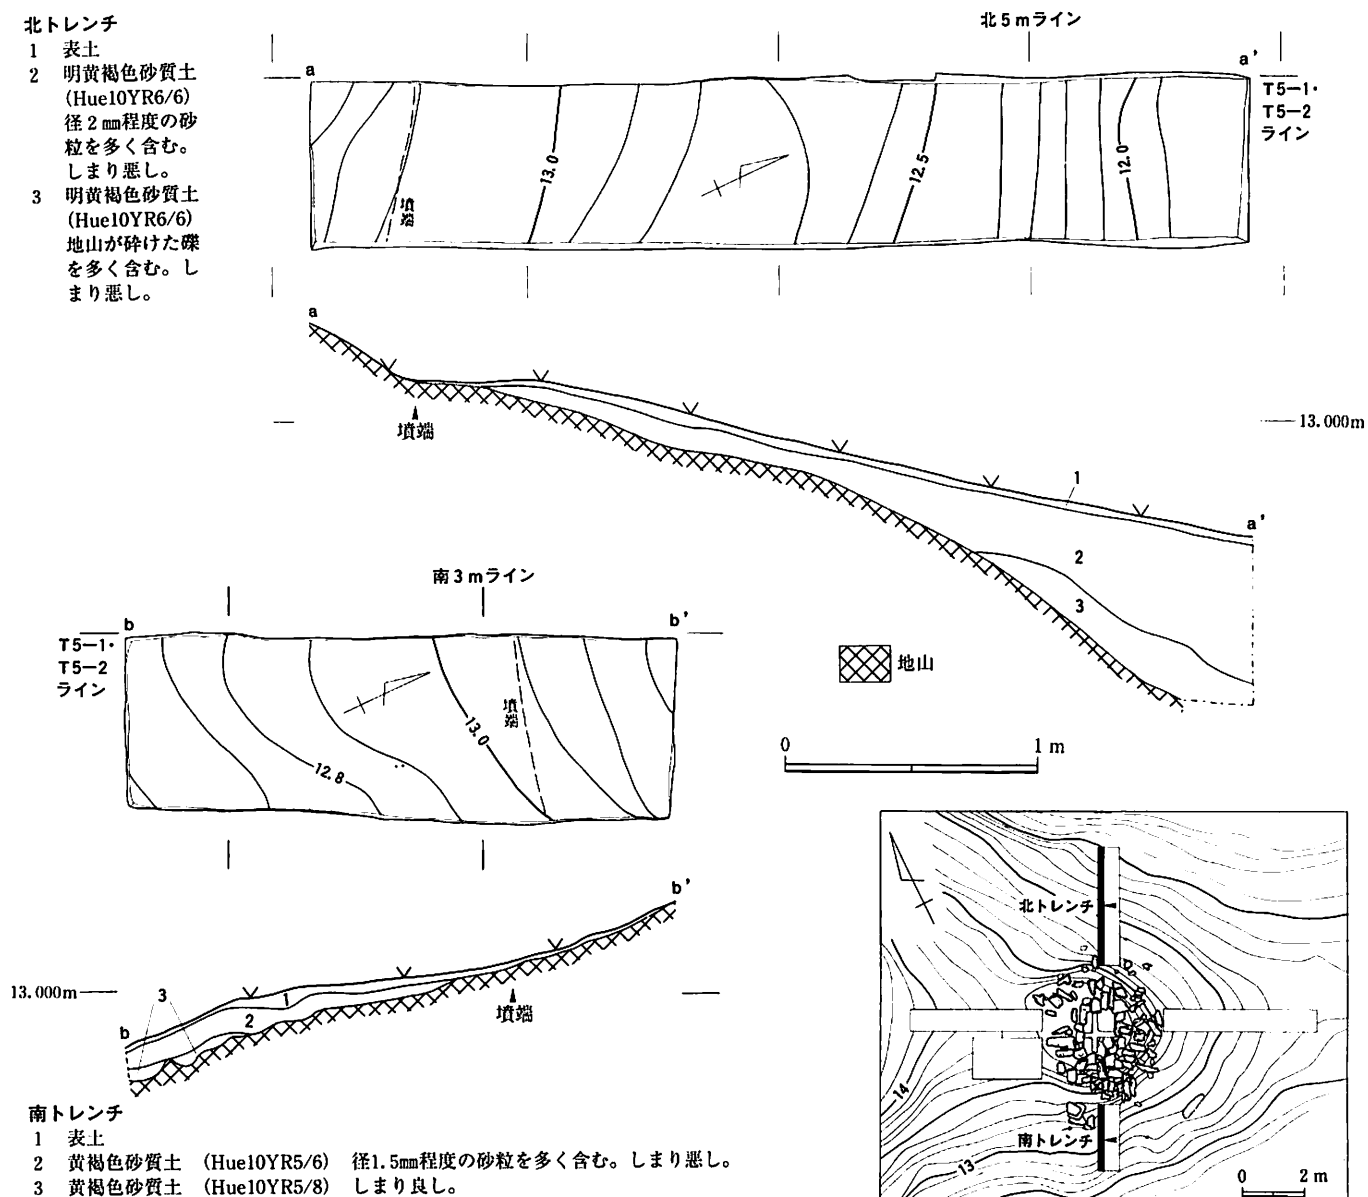 北トレンチ
1 表土
2 明黄褐色砂質土
(Hue10YR6/6)
径2㎜程度の砂
粒を多く含む。
しまり悪し。
3 明黄褐色砂質土
(Hue10YR6/6)
地山が砕けた礫
を多く含む。し
まり悪し。
北5mライン
a
a'
T5-1・
T5-2
ライン
13.0
12.5
12.0
墳端
a
墳端
13.000m
1
a'
2
3
地山
0
1 m
南3mライン
b
b'
T5-1・
T5-2
ライン
12.8
13.0
墳端
b'
13.000m
3
1
2
b
墳端
北トレンチ
南トレンチ
14
13
0
2 m
南トレンチ
1 表土
2 黄褐色砂質土 (Hue10YR5/6) 径1.5㎜程度の砂粒を多く含む。しまり悪し。
3 黄褐色砂質土 (Hue10YR5/8) しまり良し。